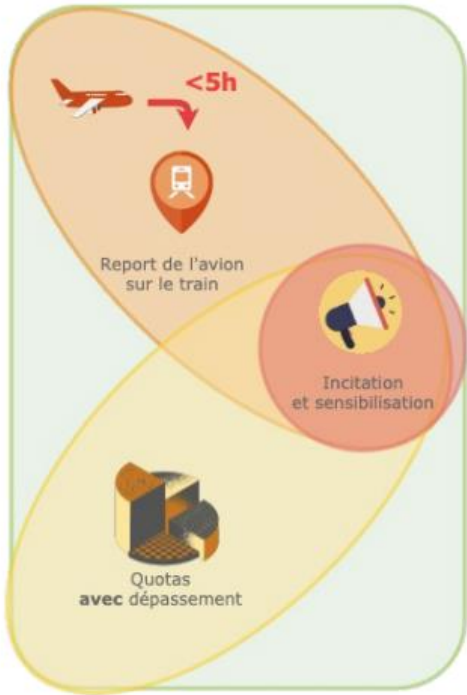 <5h
Report de l'avion
sur le train
Incitation
et sensibilisation
Quotas
avec dépassement